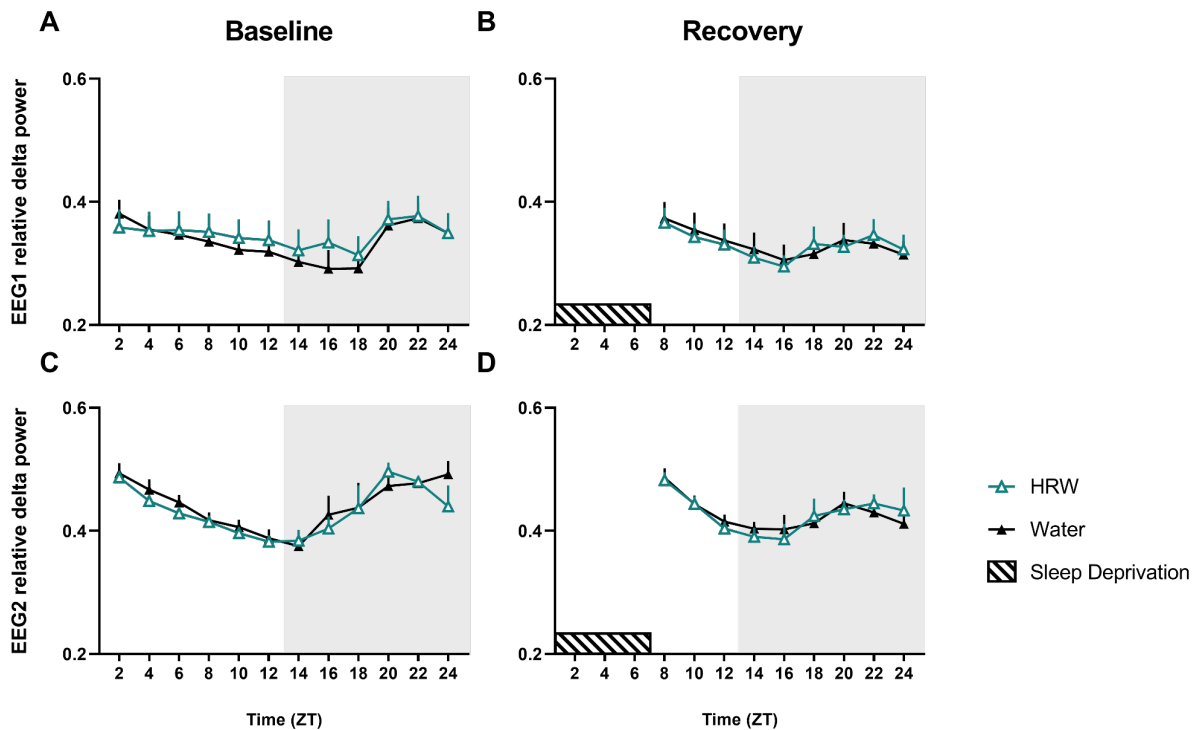 A Baseline
B Recovery
EEG1 relative delta power
0.6
0.4
0.2
2 4 6 8 10 12 14 16 18 20 22 24
0.6
0.4
0.2
2 4 6 8 10 12 14 16 18 20 22 24
C
D
EEG2 relative delta power
0.6
0.4
0.2
2 4 6 8 10 12 14 16 18 20 22 24
Time (ZT)
0.6
0.4
0.2
2 4 6 8 10 12 14 16 18 20 22 24
Time (ZT)
HRW
Water
Sleep Deprivation